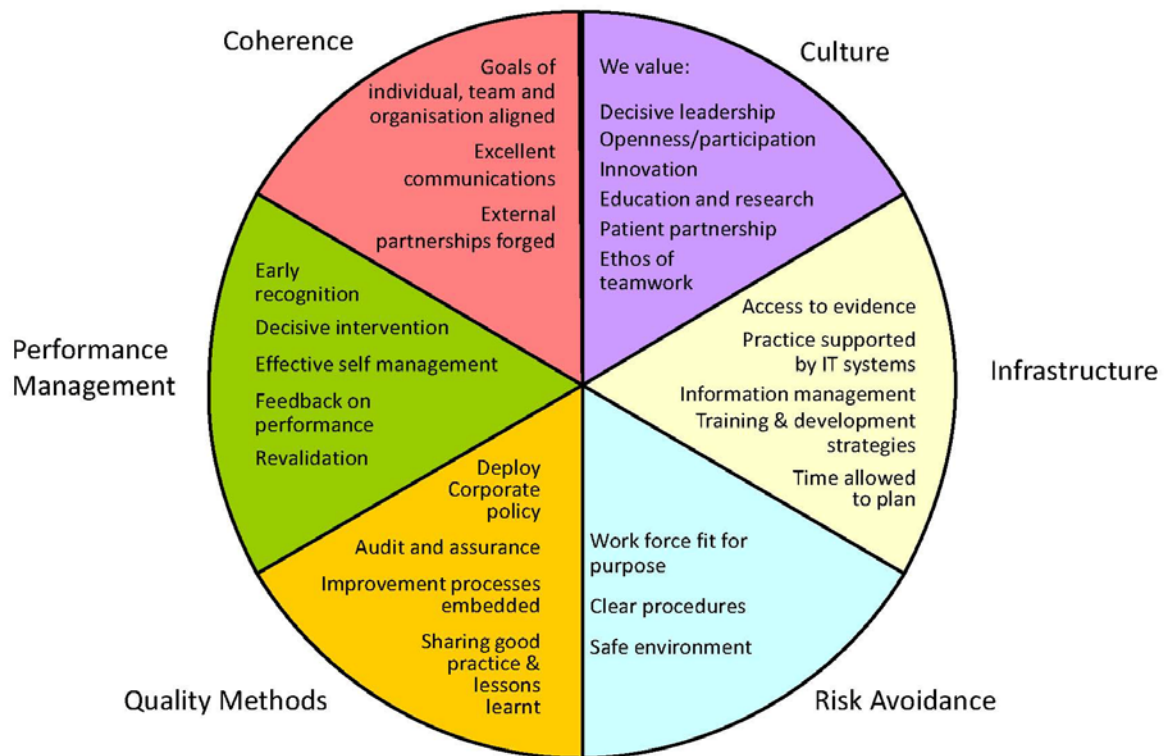 Coherence
Goals of
individual, team and
organisation aligned
Excellent
communications
External
partnerships forged
Culture
We value:
Decisive leadership
Openness/participation
Innovation
Education and research
Patient partnership
Ethos of
teamwork
Performance
Management
Early
recognition
Decisive intervention
Effective self management
Feedback on
performance
Revalidation
Infrastructure
Access to evidence
Practice supported
by IT systems
Information management
Training & development
strategies
Time allowed
to plan
Quality Methods
Deploy
Corporate
policy
Audit and assurance
Improvement processes
embedded
Sharing good
practice &
lessons
learnt
Risk Avoidance
Work force fit for
purpose
Clear procedures
Safe environment